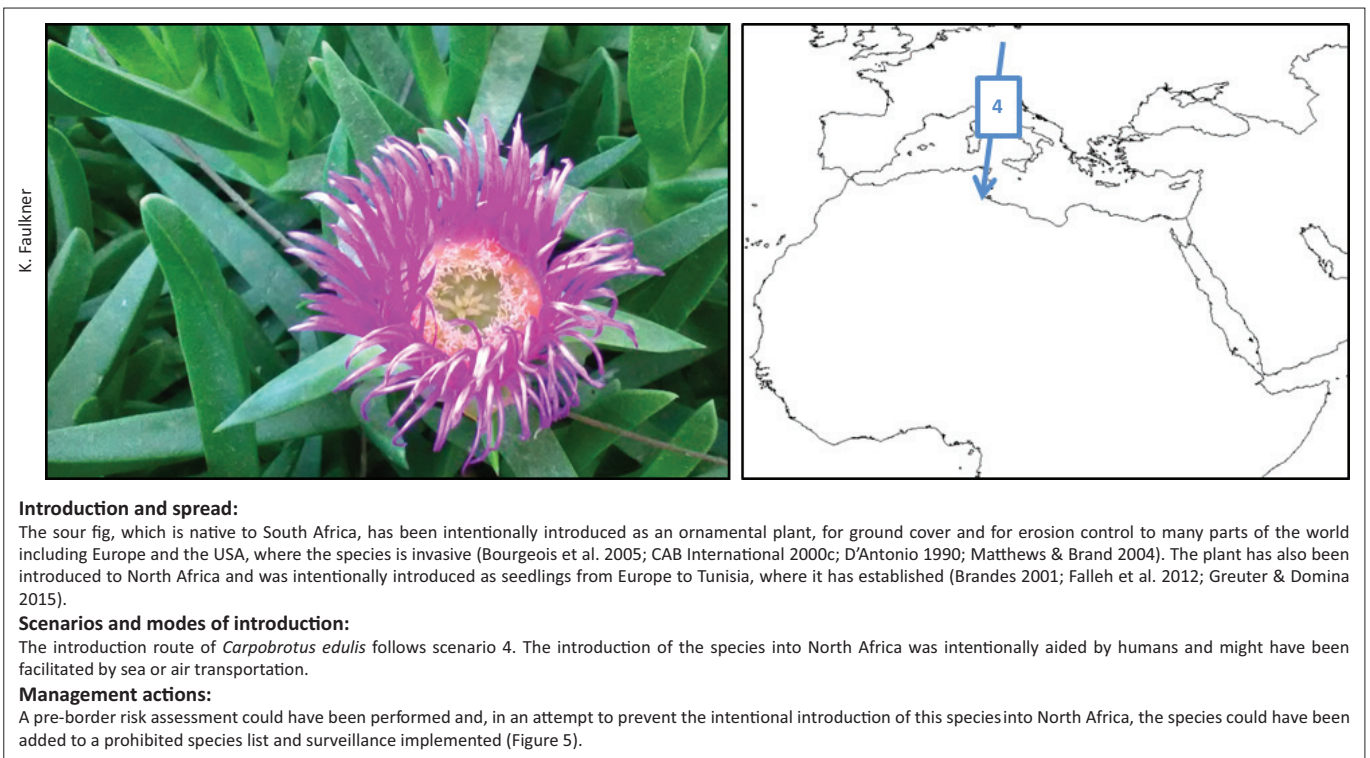 K. Faulkner
4
Introduction and spread:
The sour fig, which is native to South Africa, has been intentionally introduced as an ornamental plant, for ground cover and for erosion control to many parts of the world
including Europe and the USA, where the species is invasive (Bourgeois et al. 2005; CAB International 2000c; D'Antonio 1990; Matthews & Brand 2004). The plant has also been
introduced to North Africa and was intentionally introduced as seedlings from Europe to Tunisia, where it has established (Brandes 2001; Falleh et al. 2012; Greuter & Domina
2015).
Scenarios and modes of introduction:
The introduction route of Carpobrotus edulis follows scenario 4. The introduction of the species into North Africa was intentionally aided by humans and might have been
facilitated by sea or air transportation.
Management actions:
A pre-border risk assessment could have been performed and, in an attempt to prevent the intentional introduction of this species into North Africa, the species could have been
added to a prohibited species list and surveillance implemented (Figure 5).